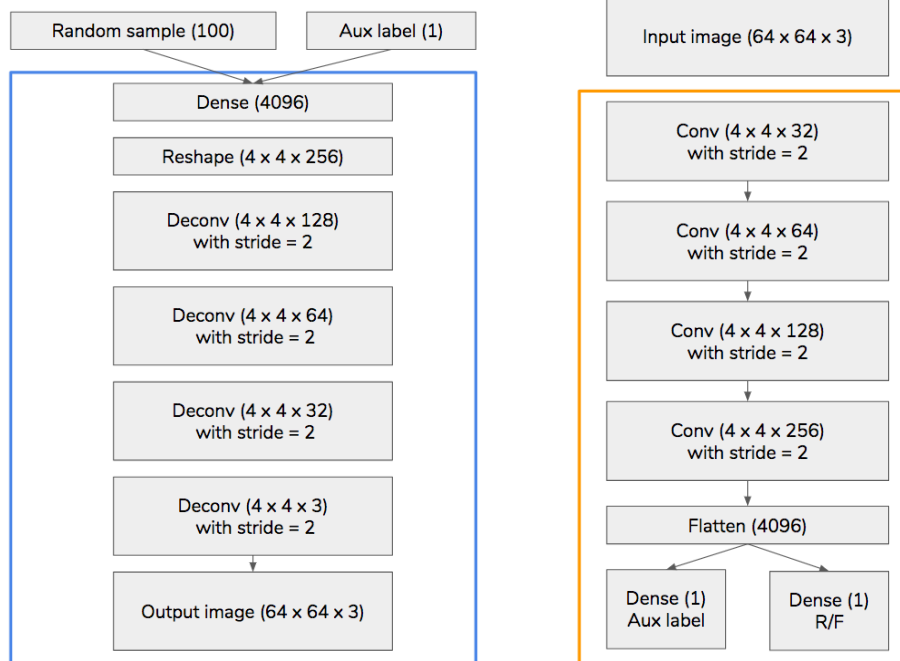 Random sample (100)
Aux label (1)
Dense (4096)
Reshape (4 x 4 x 256)
Deconv (4 x 4 x 128)
with stride = 2
Deconv (4 x 4 x 64)
with stride = 2
Deconv (4 x 4 x 32)
with stride = 2
Deconv (4 x 4 x 3)
with stride = 2
Output image (64 x 64 x 3)
Input image (64 x 64 x 3)
Conv (4 x 4 x 32)
with stride = 2
Conv (4 x 4 x 64)
with stride = 2
Conv (4 x 4 x 128)
with stride = 2
Conv (4 x 4 x 256)
with stride = 2
Flatten (4096)
Dense (1)
Aux label
Dense (1)
R/F